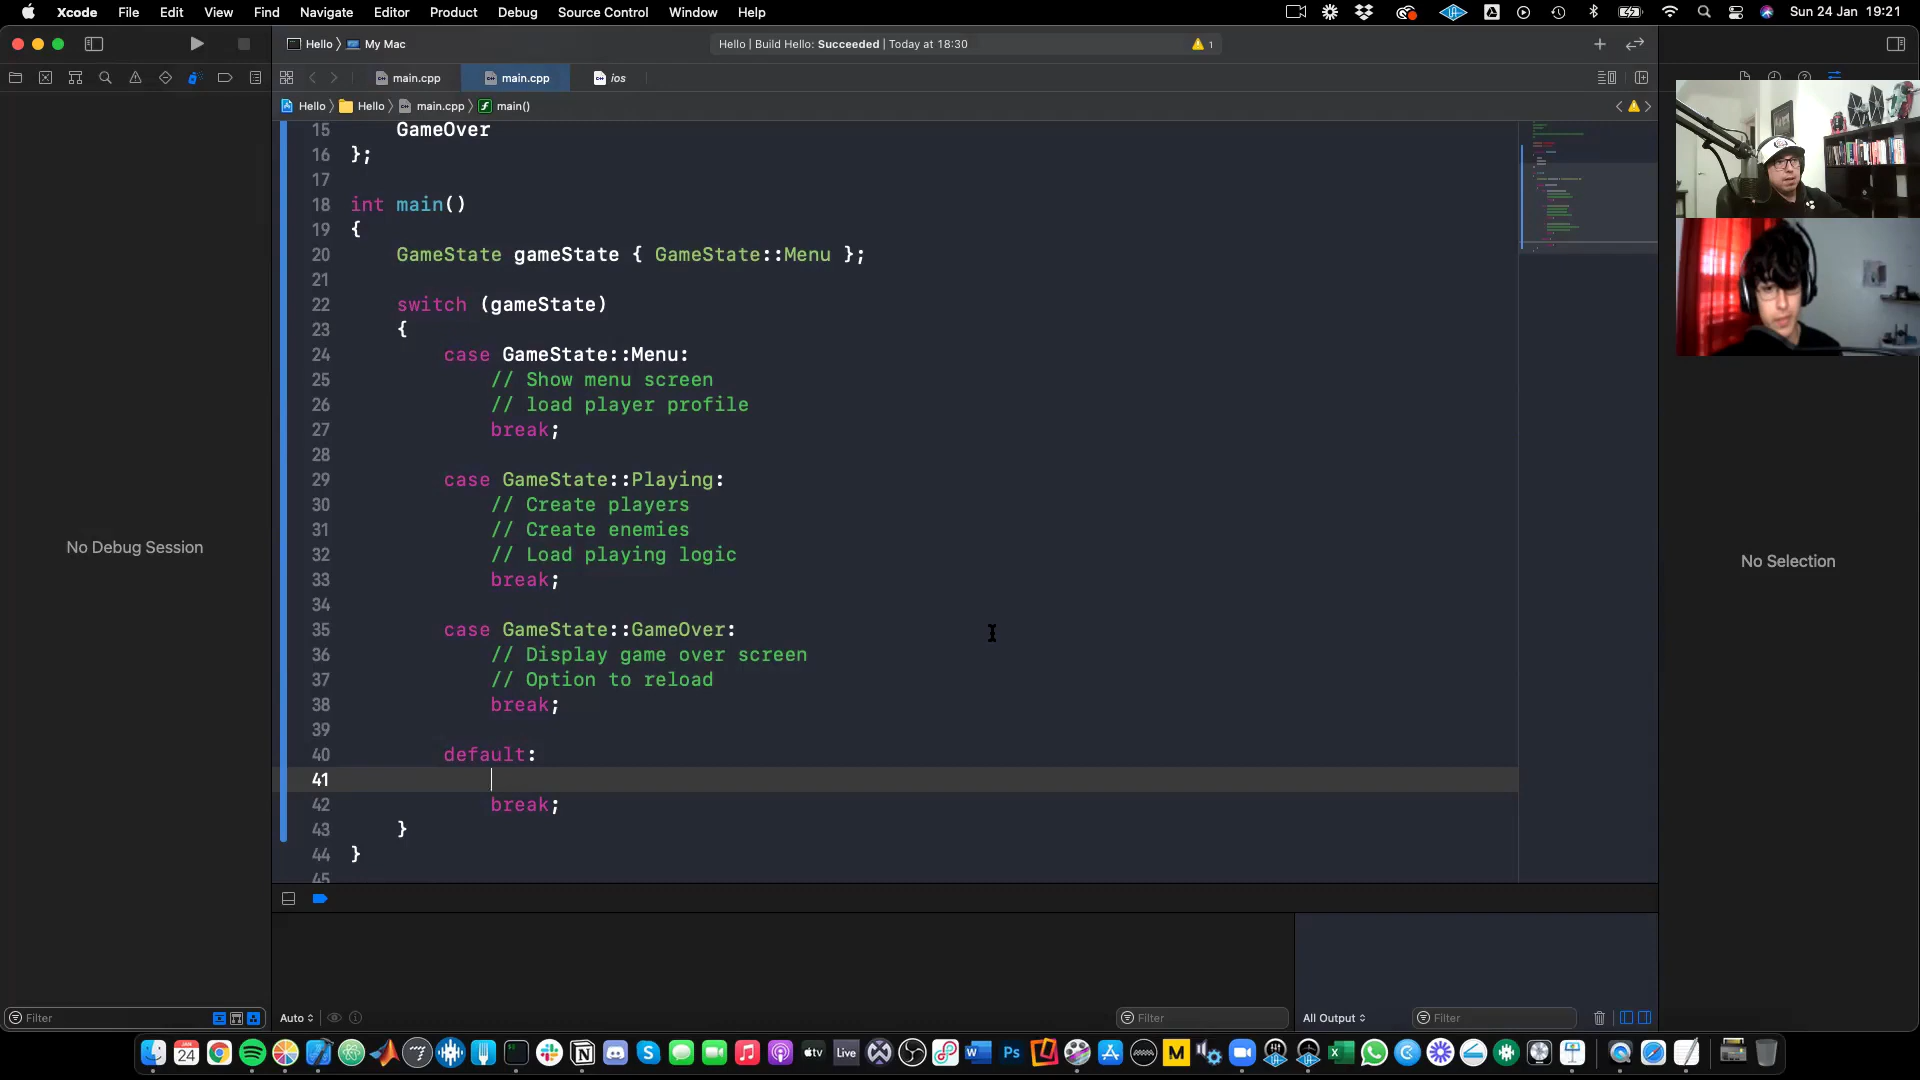 Xcode File Edit View Find Navigate Editor Product Debug Source Control Window Help
Sun 24 Jan 19:21
Hello 〉 My Mac
Hello | Build Hello: Succeeded | Today at 18:30
1
main.cpp
main.cpp
ios
Hello 〉 Hello 〉 main.cpp 〉 main()
15 GameOver
16 };
17
18 int main()
19 {
20 GameState gameState { GameState::Menu };
21
22 switch (gameState)
23 {
24 case GameState::Menu:
25 // Show menu screen
26 // load player profile
27 break;
28
29 case GameState::Playing:
30 // Create players
31 // Create enemies
32 // Load playing logic
33 break;
34
35 case GameState::GameOver:
36 // Display game over screen
37 // Option to reload
38 break;
39
40 default:
41
42 break;
43 }
44 }
45
No Debug Session
No Selection
Filter
Auto
Filter
All Output
Filter
JAN
24
tv
Live
W
Ps
M
X